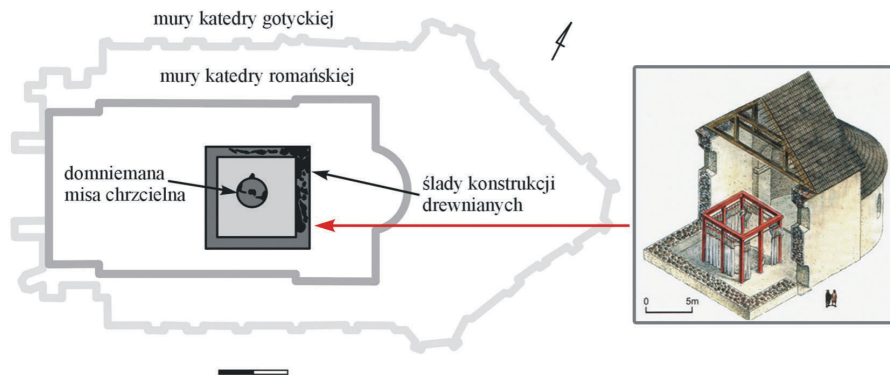 mury katedry gotyckiej
mury katedry romańskiej
domniemana
misa chrzcielna
ślady konstrukcji
drewnianych
0 5m